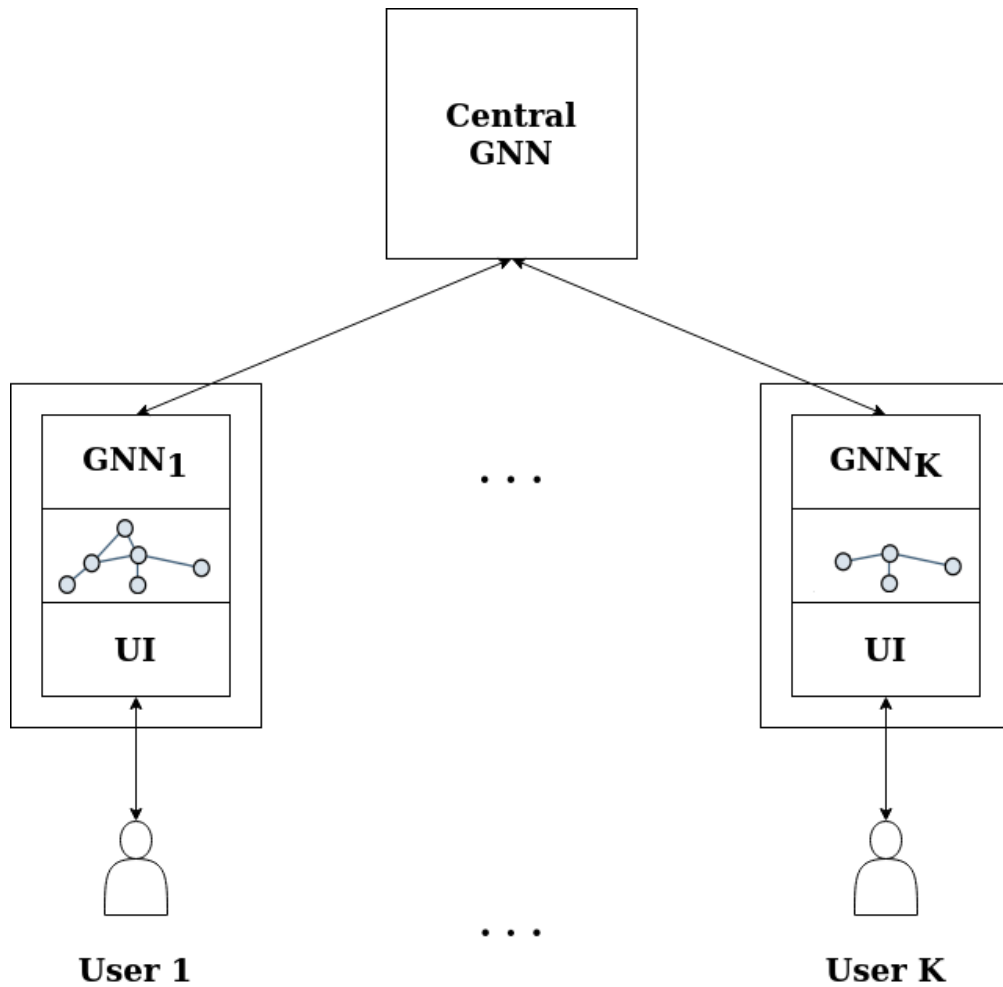 Central
GNN
GNN1
. . .
GNNK
UI
UI
. . .
User 1
User K